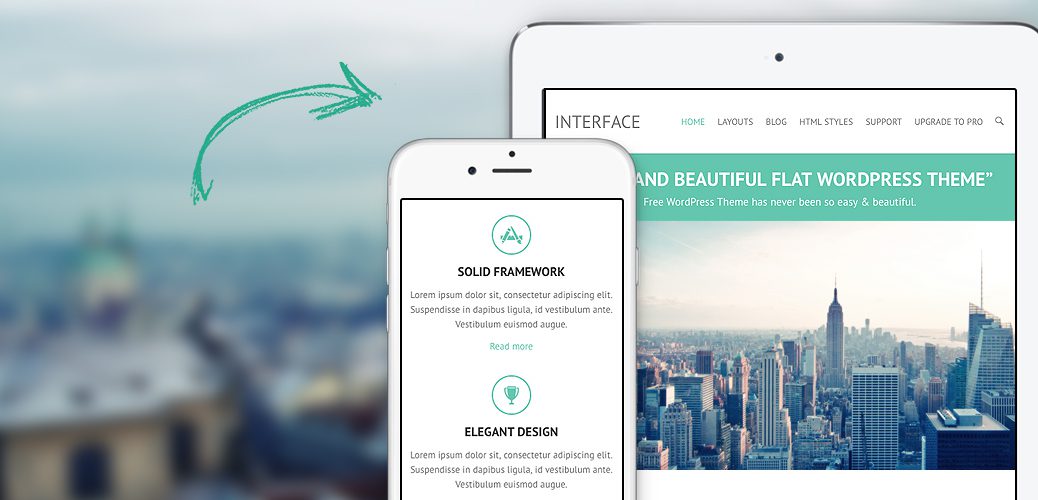 INTERFACE
HOME LAYOUTS BLOG HTML STYLES SUPPORT UPGRADE TO PRO
AND BEAUTIFUL FLAT WORDPRESS THEME”
Free WordPress Theme has never been so easy & beautiful.
SOLID FRAMEWORK
Lorem ipsum dolor sit, consectetur adipiscing elit.
Suspendisse in dapibus ligula, id vestibulum ante.
Vestibulum euismod augue.
Read more
ELEGANT DESIGN
Lorem ipsum dolor sit, consectetur adipiscing elit.
Suspendisse in dapibus ligula, id vestibulum ante.
Vestibulum euismod augue.